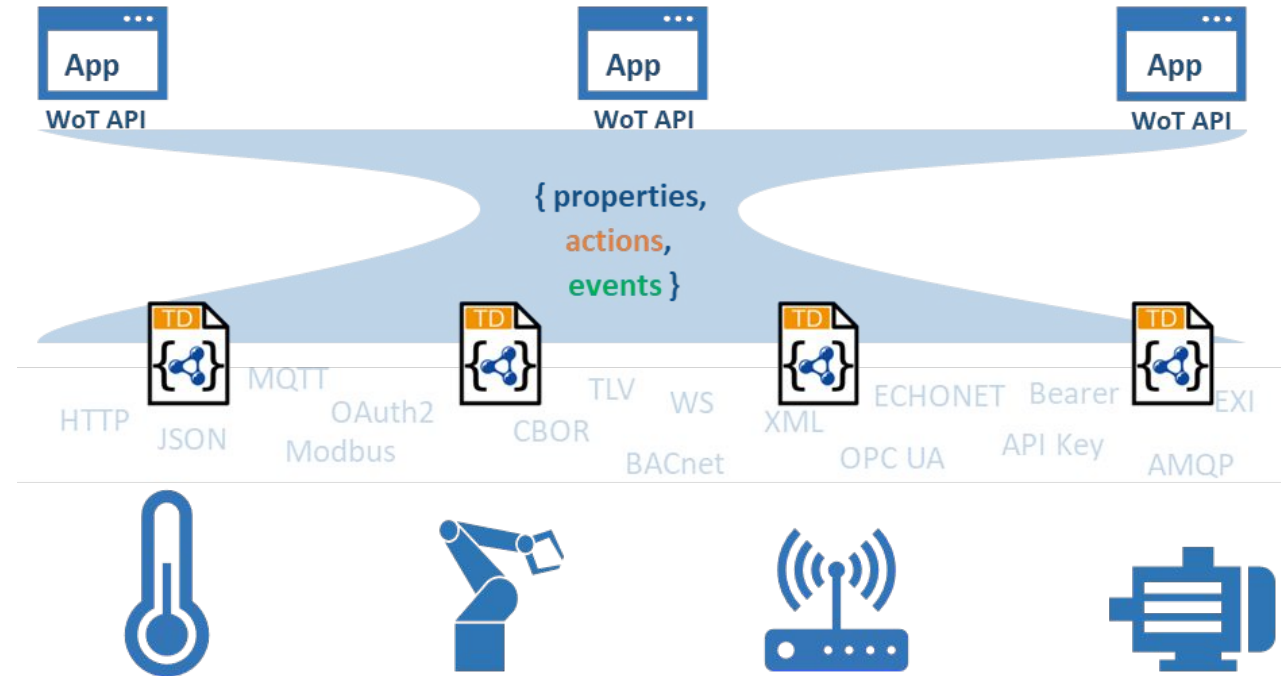 App
App
App
WoT API
WoT API
WoT API
{ properties,
actions,
events }
TD
TD
TD
TD
MQTT
TLV
WS
ECHONET
Bearer
EXI
HTTP
OAuth2
XML
JSON
CBOR
Modbus
BACnet
OPC UA
API Key
AMQP